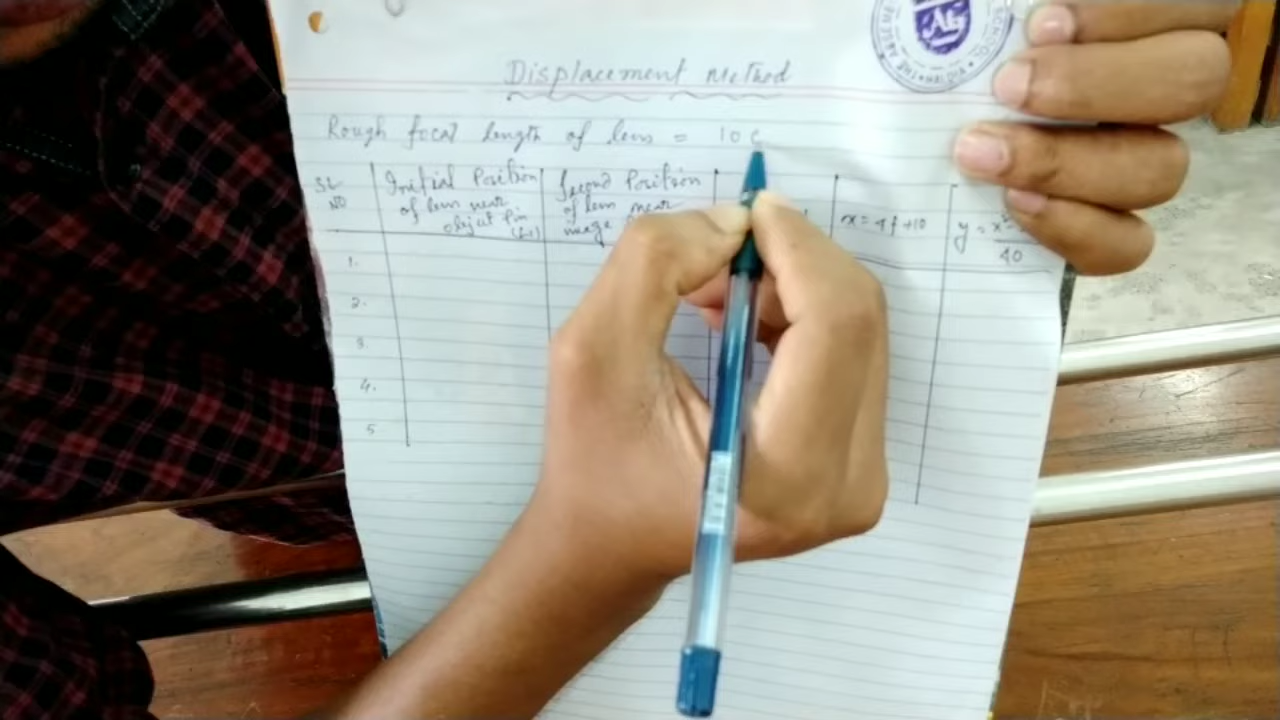 Displacement Method
Rough focal length of lens = 10 c
SL NO
Initial Position of lens near object Pin
Second Position of lens near image
x = 4f + 10
y = x²
40
1.
2.
3
4.
5